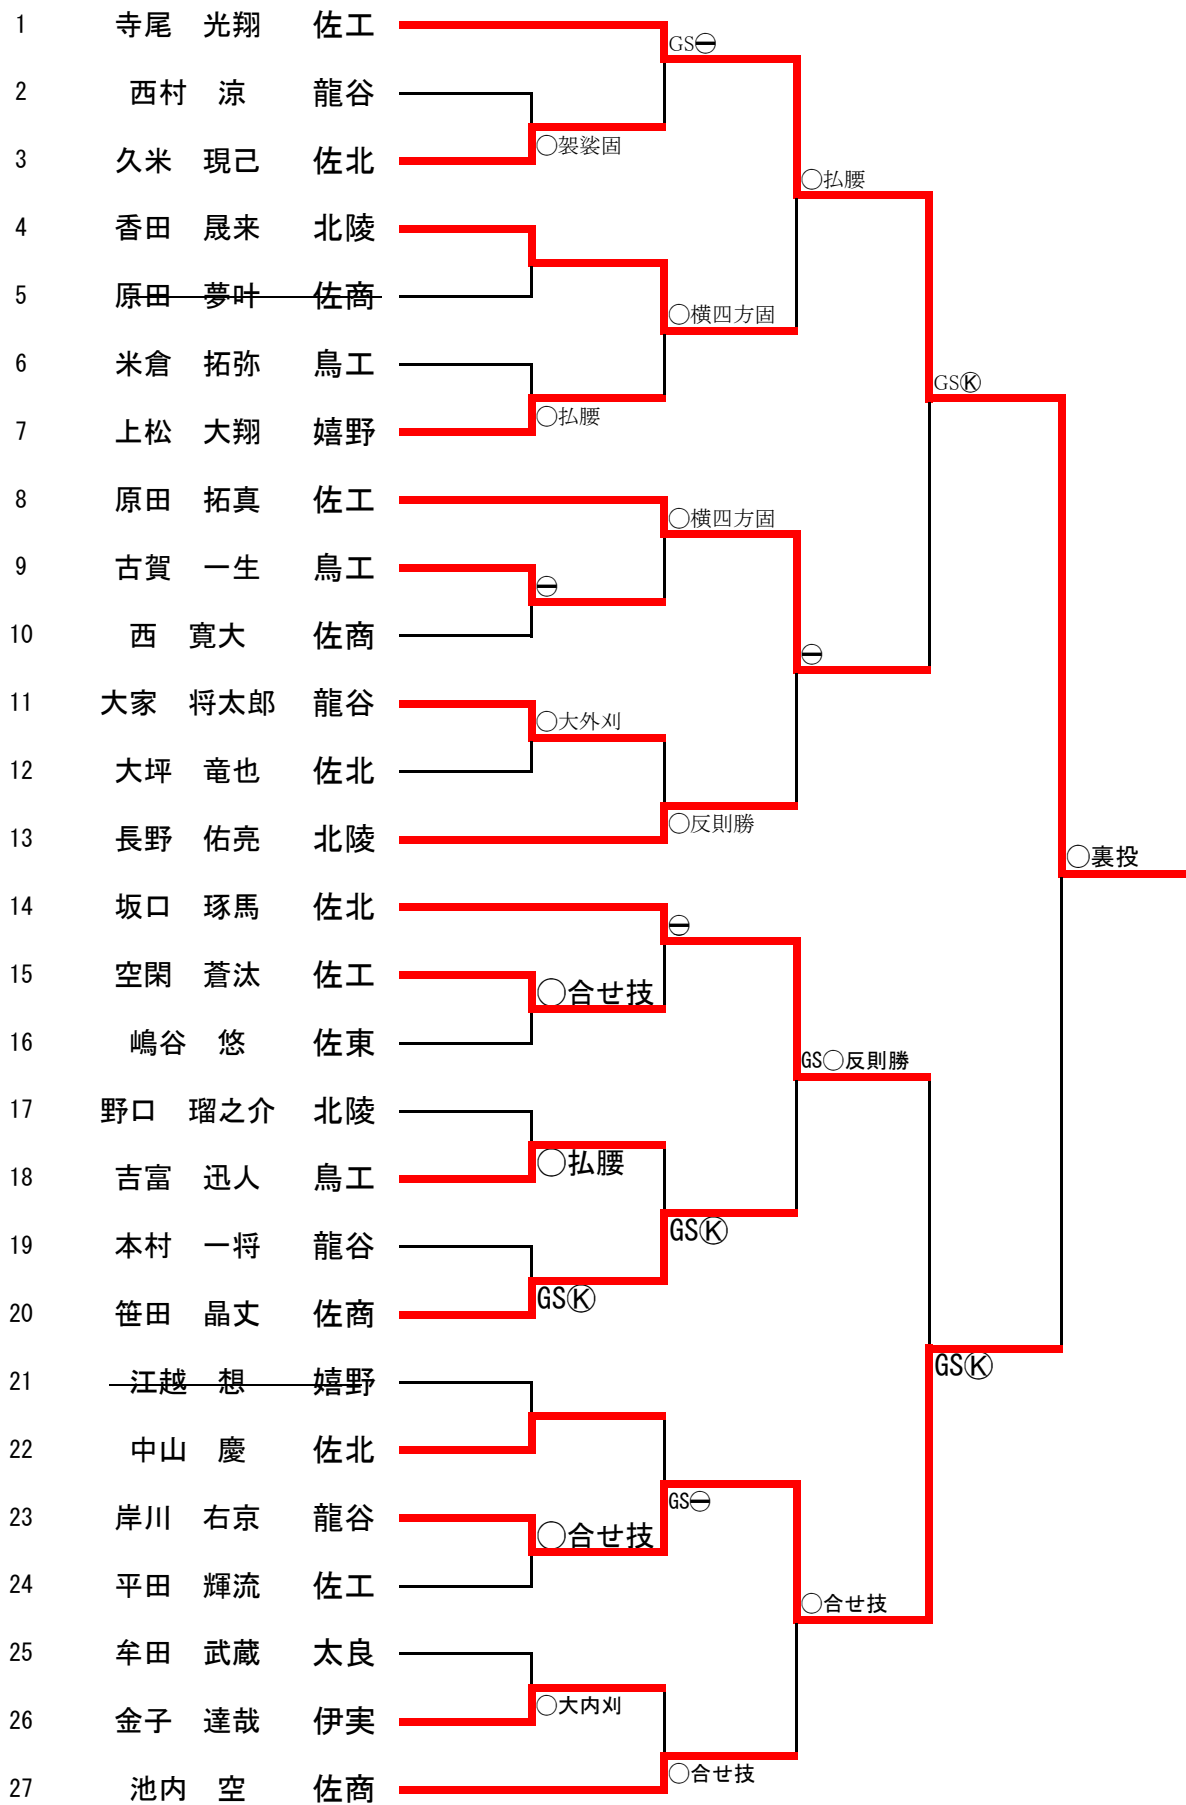 1 寺尾 光翔 佐工
GS㊀
2 西村 涼 龍谷
○袈裟固
3 久米 現己 佐北
○払腰
4 香田 晟来 北陵
5 原田 夢叶 佐商
○横四方固
6 米倉 拓弥 鳥工
GSⓀ
○払腰
7 上松 大翔 嬉野
8 原田 拓真 佐工
○横四方固
9 古賀 一生 鳥工
㊀
10 西 寛大 佐商
㊀
11 大家 将太郎 龍谷
○大外刈
12 大坪 竜也 佐北
○反則勝
13 長野 佑亮 北陵
○裏投
14 坂口 琢馬 佐北
㊀
15 空閑 蒼汰 佐工
○合せ技
16 嶋谷 悠 佐東
GS○反則勝
17 野口 瑠之介 北陵
○払腰
18 吉富 迅人 鳥工
GSⓀ
19 本村 一将 龍谷
GSⓀ
20 笹田 晶丈 佐商
GSⓀ
21 江越 想 嬉野
22 中山 慶 佐北
GS㊀
23 岸川 右京 龍谷
○合せ技
24 平田 輝流 佐工
○合せ技
25 牟田 武蔵 太良
○大内刈
26 金子 達哉 伊実
○合せ技
27 池内 空 佐商